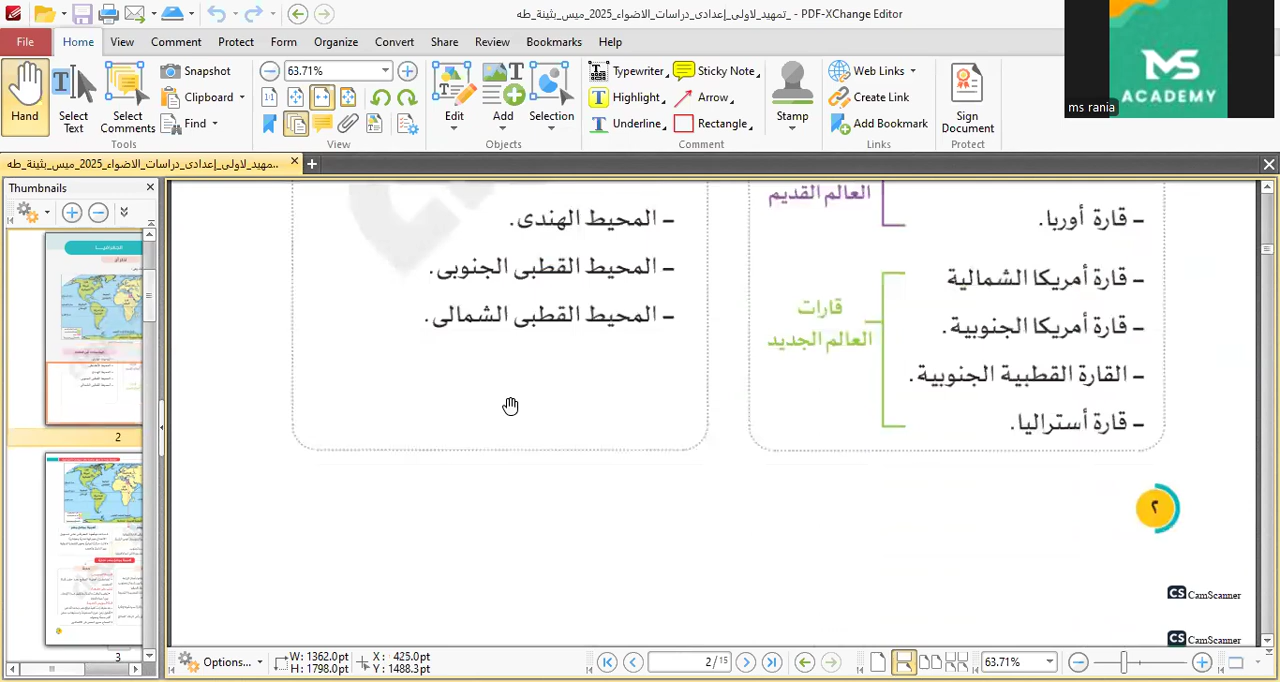 تمهيد_لاولى_إعدادى_دراسات_الاضواء_2025_ميس_بثينة_طه_ - PDF-XChange Editor
File Home View Comment Protect Form Organize Convert Share Review Bookmarks Help
Hand
Select Text
Select Comments
Snapshot
Clipboard
Find
Tools
63.71%
View
Edit
Add
Selection
Objects
Typewriter
Highlight
Underline
Sticky Note
Arrow
Rectangle
Comment
Stamp
Web Links
Create Link
Add Bookmark
Links
Sign Document
Protect
MS
ACADEMY
ms rania
تمهيد_لاولى_إعدادى_دراسات_الاضواء_2025_ميس_بثينة_طه...
Thumbnails
2
3
العالم القديم
– قارة أوربا.
– قارة أمريكا الشمالية
– قارة أمريكا الجنوبية.
– القارة القطبية الجنوبية.
– قارة أستراليا.
قارات
العالم الجديد
– المحيط الهندى.
– المحيط القطبى الجنوبى.
– المحيط القطبى الشمالى.
٢
CS CamScanner
CS CamScanner
Options...
W: 1362.0pt
H: 1798.0pt
X : 425.0pt
Y : 1488.3pt
2 / 15
63.71%